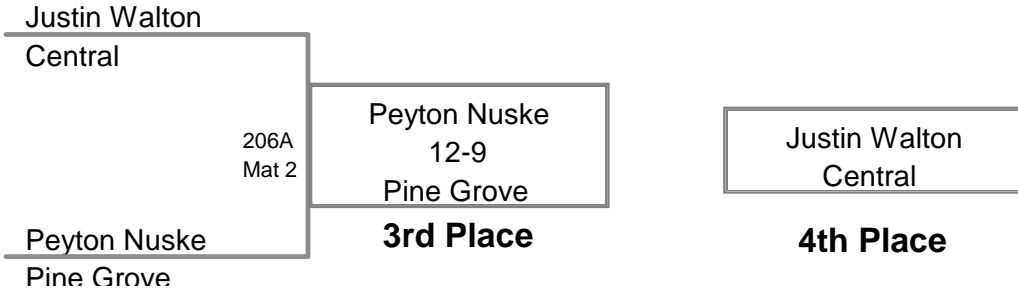 Justin Walton
Central
206A
Mat 2
Peyton Nuske
Pine Grove
Peyton Nuske
12-9
Pine Grove
3rd Place
Justin Walton
Central
4th Place